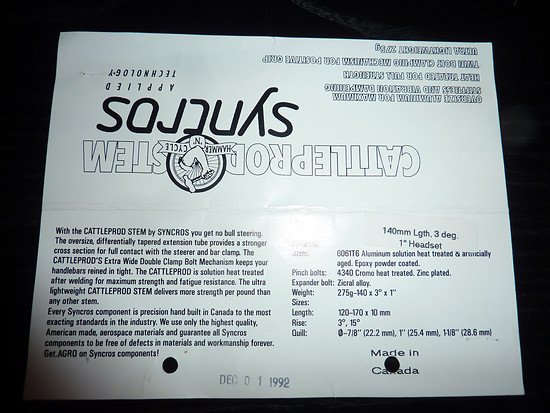 CATTLEPROD STEM
HAMMER 'N' CYCLE
syncros
APPLIED
TECHNOLOGY
OVERSIZE ALUMINUM FOR MAXIMUM
STIFFNESS AND VIBRATION DAMPENING
HEAT TREATED FOR FULL STRENGTH
TWIN BOLT CLAMPING MECHANISM FOR POSITIVE GRIP
ULTRA LIGHTWEIGHT 275g
With the CATTLEPROD STEM by SYNCROS you get no bull steering.
The oversize, differentially tapered extension tube provides a stronger
cross section for full contact with the steerer and bar clamp. The
CATTLEPROD'S Extra Wide Double Clamp Bolt Mechanism keeps your
handlebars reined in tight. The CATTLEPROD is solution heat treated
after welding for maximum strength and fatigue resistance. The ultra
lightweight CATTLEPROD STEM delivers more strength per pound than
any other stem.
Every Syncros component is precision hand built in Canada to the most
exacting standards in the industry. We use only the highest quality,
American made, aerospace materials and guarantee all Syncros
components to be free of defects in materials and workmanship forever.
Get AGRO on Syncros components!
140mm Lgth, 3 deg,
1" Headset
6061T6 Aluminum solution heat treated & artificially
aged. Epoxy powder coated.
Pinch bolts: 4340 Cromo heat treated. Zinc plated.
Expander bolt: Zicral alloy.
Weight: 275g-140 x 3° x 1"
Sizes:
Length: 120-170 x 10 mm
Rise: 3°, 15°
Quill: Ø-7/8" (22.2 mm), 1" (25.4 mm), 1-1/8" (28.6 mm)
Made in
Canada
DEC 01 1992